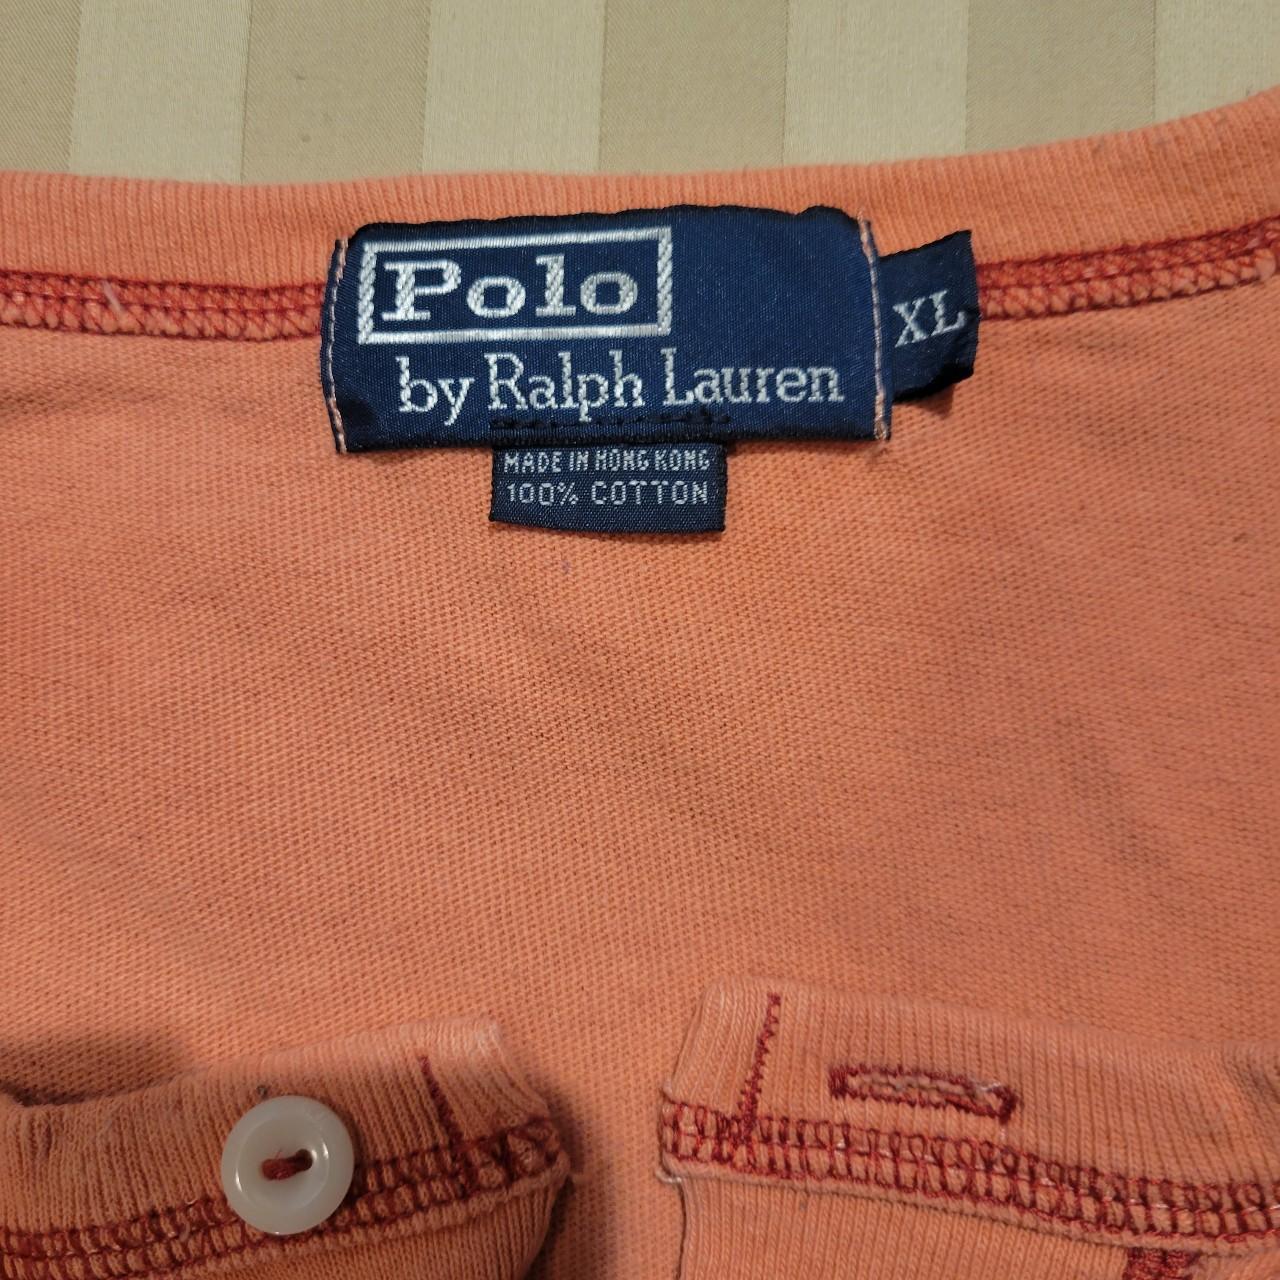 Polo
by Ralph Lauren
XL
MADE IN HONG KONG
100% COTTON